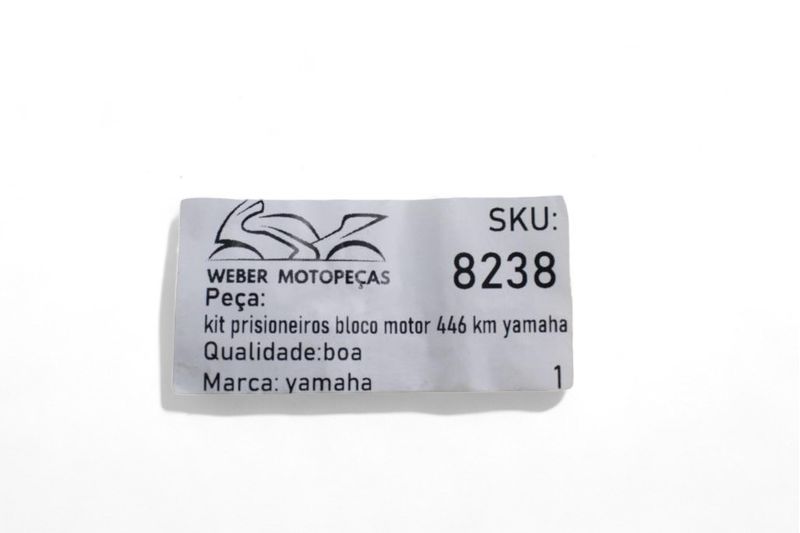 SKU:
8238
WEBER MOTOPEÇAS
Peça:
kit prisioneiros bloco motor 446 km yamaha
Qualidade:boa
Marca: yamaha
1